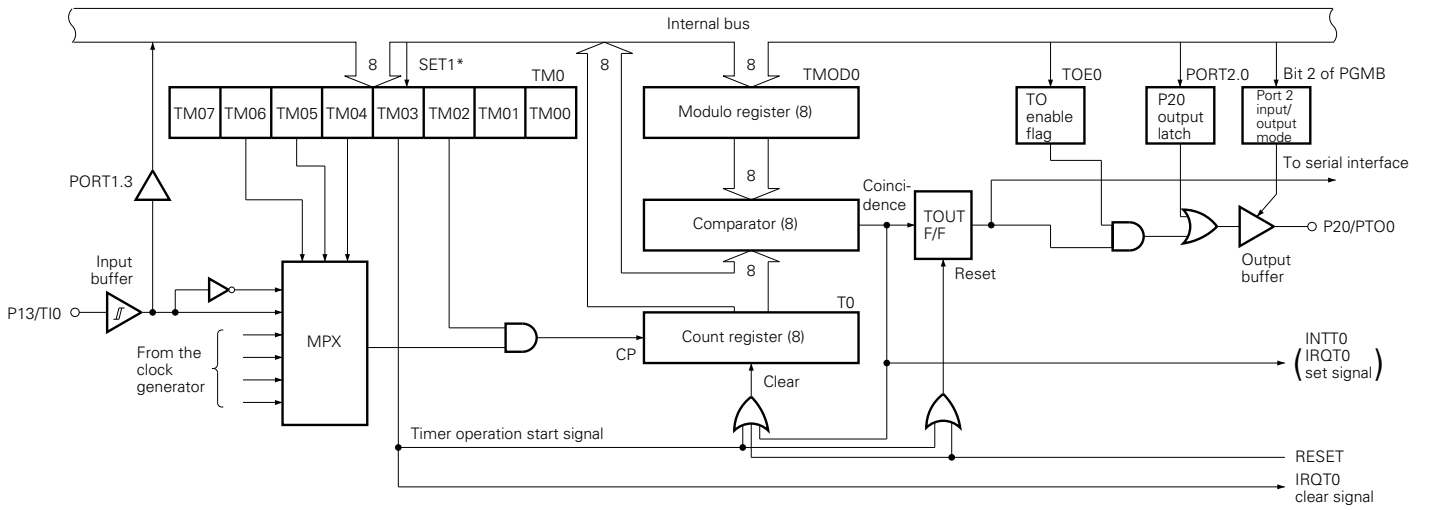 Internal bus
8
SET1*
8
8
TM0
TMOD0
TOE0
PORT2.0
Bit 2 of PGMB
TM07
TM06
TM05
TM04
TM03
TM02
TM01
TM00
Modulo register (8)
TO
enable
flag
P20
output
latch
Port 2
input/
output
mode
To serial interface
PORT1.3
8
Coinci-
dence
Comparator (8)
TOUT
F/F
P20/PTO0
Output
buffer
Input
buffer
8
Reset
T0
P13/TI0
MPX
From the
clock
generator
CP
Count register (8)
Clear
INTT0
(IRQT0
set signal)
Timer operation start signal
RESET
IRQT0
clear signal